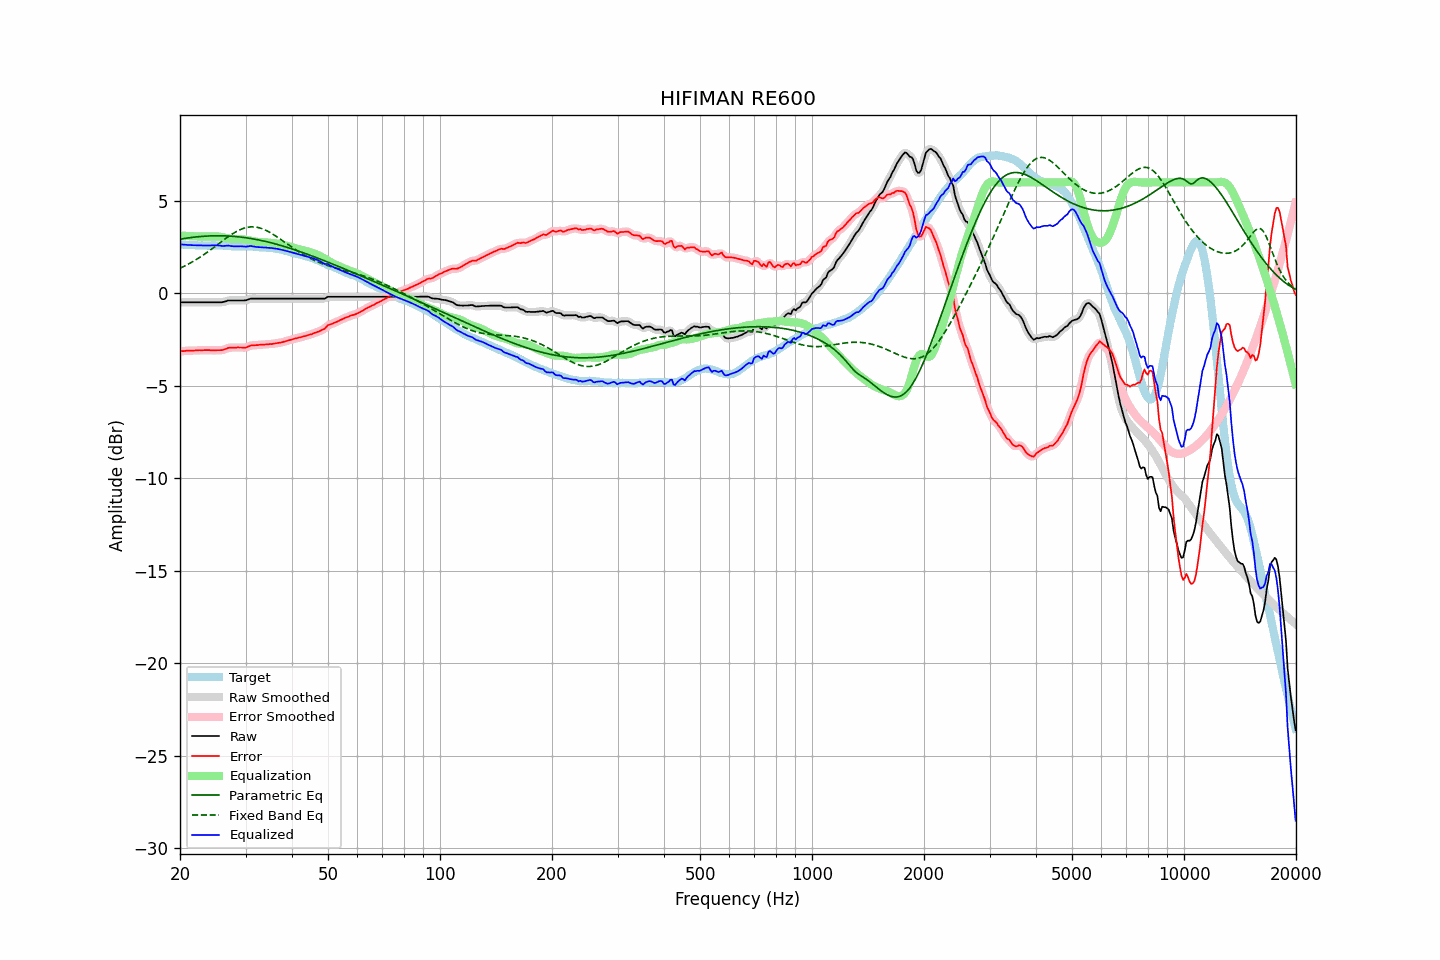 HIFIMAN RE600
Amplitude (dBr)
5
0
−5
−10
−15
−20
−25
−30
Target
Raw Smoothed
Error Smoothed
Raw
Error
Equalization
Parametric Eq
Fixed Band Eq
Equalized
20 50 100 200 500 1000 2000 5000 10000 20000
Frequency (Hz)